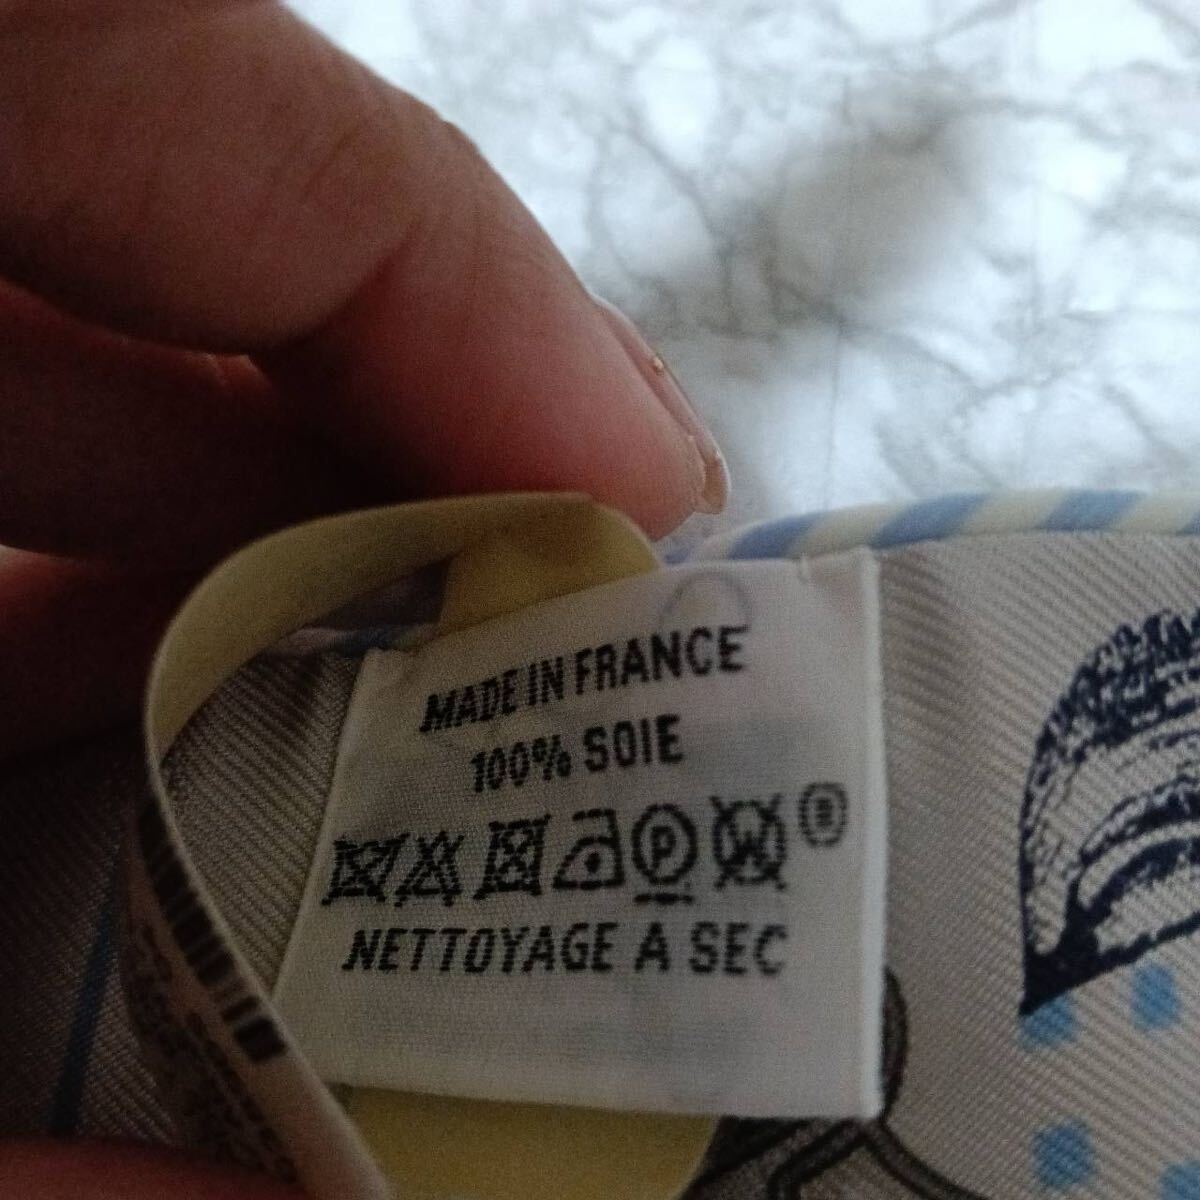 MADE IN FRANCE
100% SOIE
P W
NETTOYAGE A SEC